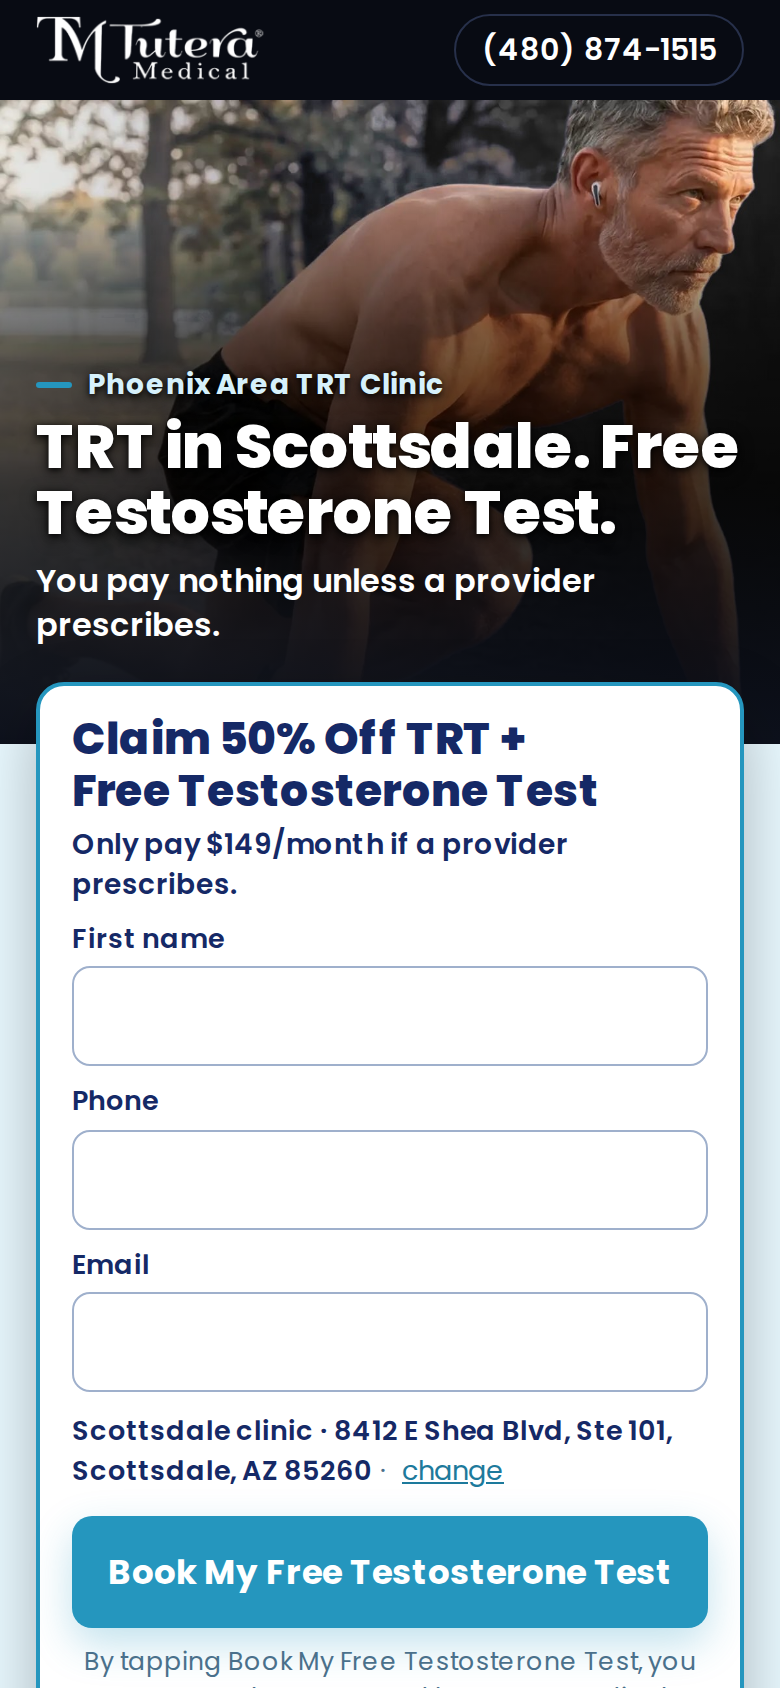 TM Tutera®
Medical
(480) 874-1515
Phoenix Area TRT Clinic
TRT in Scottsdale. Free
Testosterone Test.
You pay nothing unless a provider
prescribes.
Claim 50% Off TRT +
Free Testosterone Test
Only pay $149/month if a provider
prescribes.
First name
Phone
Email
Scottsdale clinic · 8412 E Shea Blvd, Ste 101,
Scottsdale, AZ 85260 · change
Book My Free Testosterone Test
By tapping Book My Free Testosterone Test, you